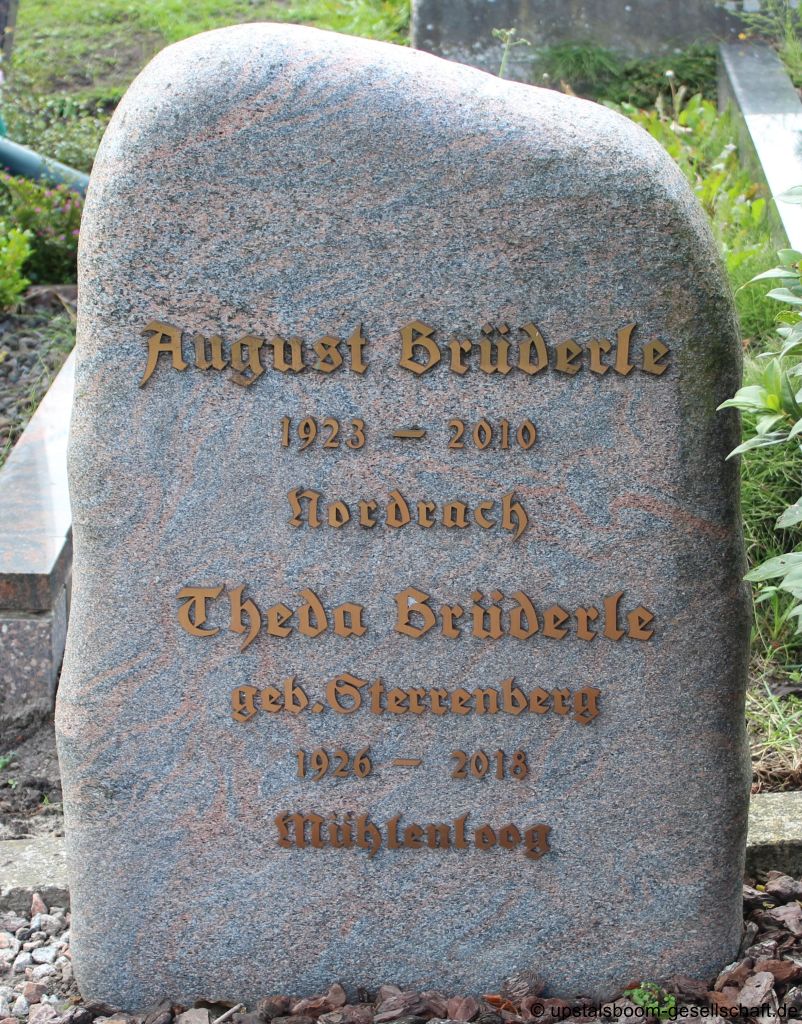 August Brüderle
1923 – 2010
Nordrach
Theda Brüderle
geb. Sterrenberg
1926 – 2018
Mühlenloog
© upstalsboom-gesellschaft.de